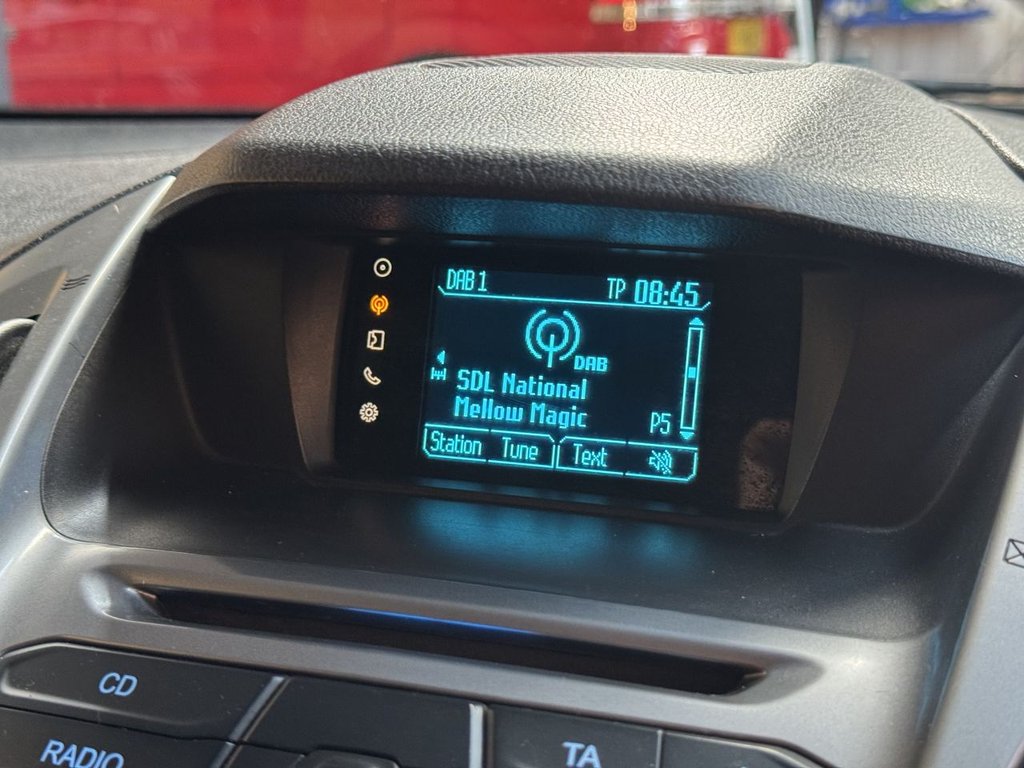 DAB 1 TP 08:45
DAB
SDL National
Mellow Magic P5
Station Tune Text
CD
RADIO TA